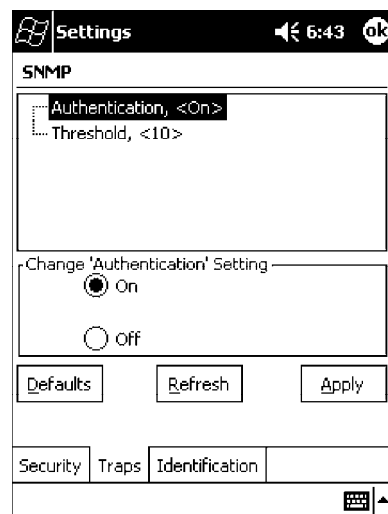 Settings 6:43 ok
SNMP
Authentication, <On>
Threshold, <10>
Change 'Authentication' Setting
On
Off
Defaults Refresh Apply
Security Traps Identification